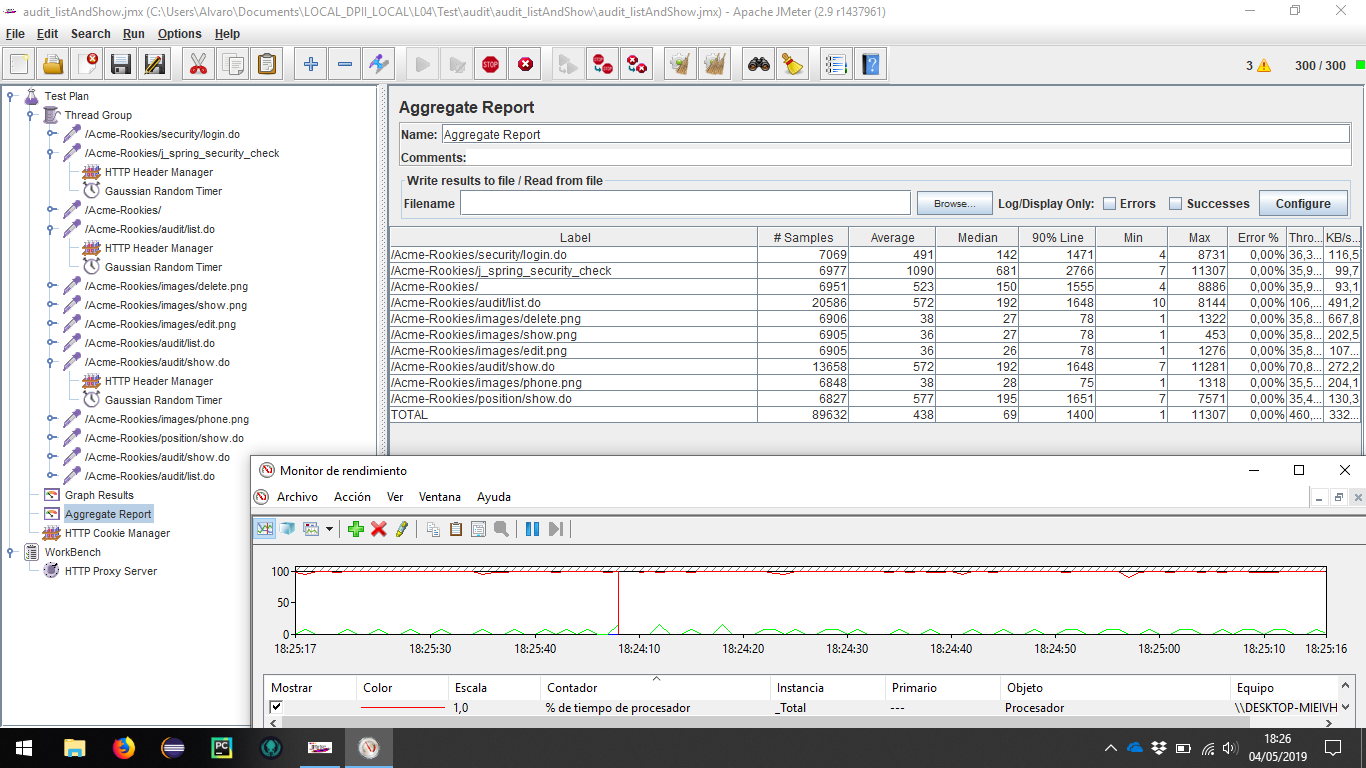 audit_listAndShow.jmx (C:\Users\Alvaro\Documents\LOCAL_DPII_LOCAL\L04\Test\audit\audit_listAndShow\audit_listAndShow.jmx) - Apache JMeter (2.9 r1437961)
File Edit Search Run Options Help
3 300 / 300
Test Plan
Thread Group
/Acme-Rookies/security/login.do
/Acme-Rookies/j_spring_security_check
HTTP Header Manager
Gaussian Random Timer
/Acme-Rookies/
/Acme-Rookies/audit/list.do
HTTP Header Manager
Gaussian Random Timer
/Acme-Rookies/images/delete.png
/Acme-Rookies/images/show.png
/Acme-Rookies/images/edit.png
/Acme-Rookies/audit/list.do
/Acme-Rookies/audit/show.do
HTTP Header Manager
Gaussian Random Timer
/Acme-Rookies/images/phone.png
/Acme-Rookies/position/show.do
/Acme-Rookies/audit/show.do
/Acme-Rookies/audit/list.do
Graph Results
Aggregate Report
HTTP Cookie Manager
WorkBench
HTTP Proxy Server
Aggregate Report
Name: Aggregate Report
Comments:
Write results to file / Read from file
Filename Browse... Log/Display Only: Errors Successes Configure
Label # Samples Average Median 90% Line Min Max Error % Thro... KB/s...
/Acme-Rookies/security/login.do 7069 491 142 1471 4 8731 0,00% 36,3... 116,5
/Acme-Rookies/j_spring_security_check 6977 1090 681 2766 7 11307 0,00% 35,9... 99,7
/Acme-Rookies/ 6951 523 150 1555 4 8886 0,00% 35,9... 93,1
/Acme-Rookies/audit/list.do 20586 572 192 1648 10 8144 0,00% 106,... 491,2
/Acme-Rookies/images/delete.png 6906 38 27 78 1 1322 0,00% 35,8... 667,8
/Acme-Rookies/images/show.png 6905 36 27 78 1 453 0,00% 35,8... 202,5
/Acme-Rookies/images/edit.png 6905 36 26 78 1 1276 0,00% 35,8... 107...
/Acme-Rookies/audit/show.do 13658 572 192 1648 7 11281 0,00% 70,8... 272,2
/Acme-Rookies/images/phone.png 6848 38 28 75 1 1318 0,00% 35,5... 204,1
/Acme-Rookies/position/show.do 6827 577 195 1651 7 7571 0,00% 35,4... 130,3
TOTAL 89632 438 69 1400 1 11307 0,00% 460,... 332...
Monitor de rendimiento
Archivo Acción Ver Ventana Ayuda
100
50
0
18:25:17 18:25:30 18:25:40 18:24:10 18:24:20 18:24:30 18:24:40 18:24:50 18:25:00 18:25:10 18:25:16
Mostrar Color Escala Contador Instancia Primario Objeto Equipo
1,0 % de tiempo de procesador _Total --- Procesador \\DESKTOP-MIEIVH
18:26
04/05/2019